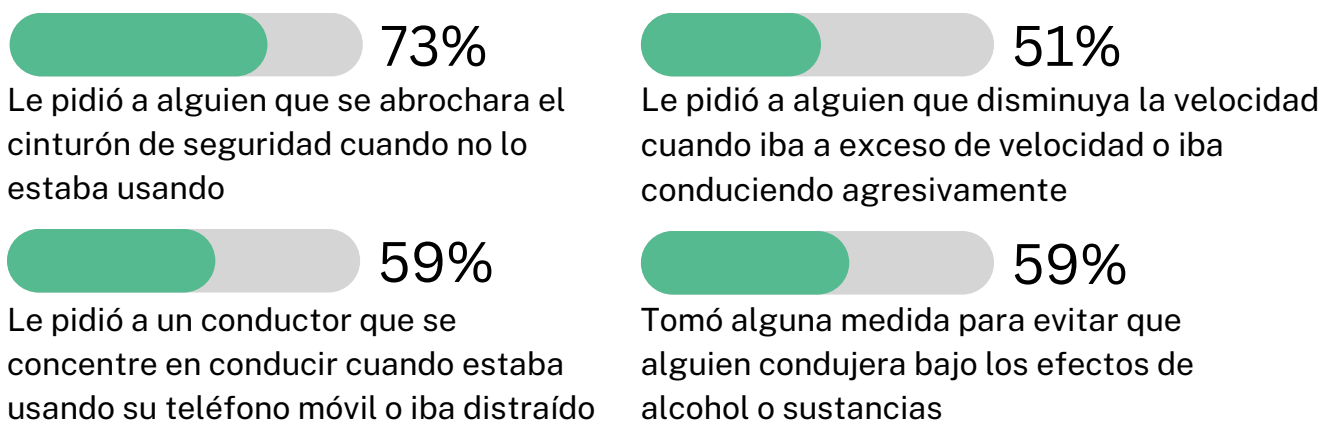 73%
Le pidió a alguien que se abrochara el
cinturón de seguridad cuando no lo
estaba usando
51%
Le pidió a alguien que disminuya la velocidad
cuando iba a exceso de velocidad o iba
conduciendo agresivamente
59%
Le pidió a un conductor que se
concentre en conducir cuando estaba
usando su teléfono móvil o iba distraído
59%
Tomó alguna medida para evitar que
alguien condujera bajo los efectos de
alcohol o sustancias